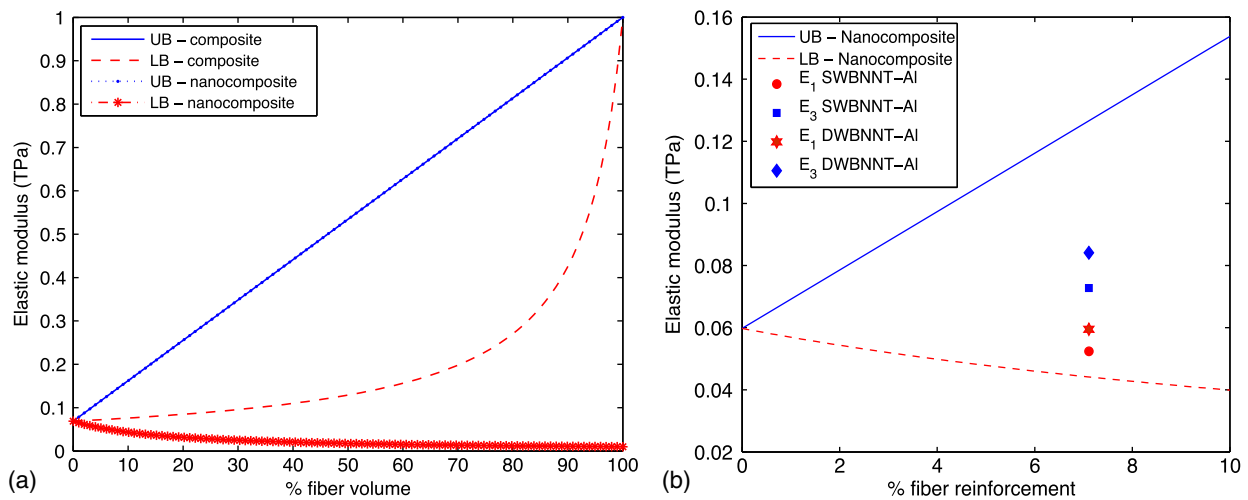 1
0.9
0.8
0.7
0.6
0.5
0.4
0.3
0.2
0.1
0
Elastic modulus (TPa)
UB – composite
LB – composite
UB – nanocomposite
LB – nanocomposite
0 10 20 30 40 50 60 70 80 90 100
% fiber volume
(a)
0.16
0.14
0.12
0.1
0.08
0.06
0.04
0.02
Elastic modulus (TPa)
UB – Nanocomposite
LB – Nanocomposite
E1 SWBNNT–Al
E3 SWBNNT–Al
E1 DWBNNT–Al
E3 DWBNNT–Al
0 2 4 6 8 10
% fiber reinforcement
(b)